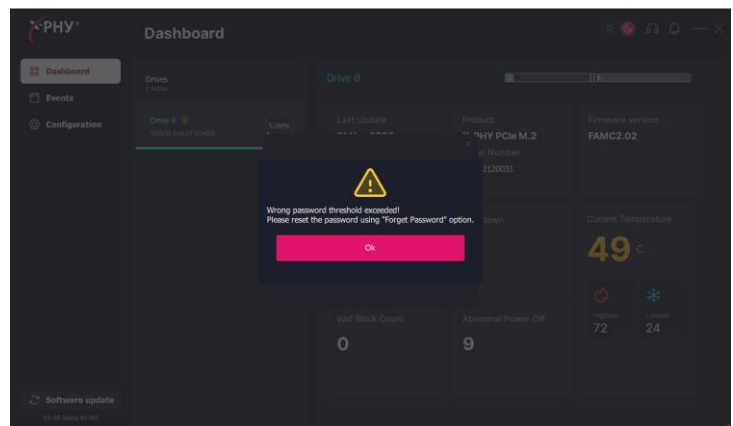 X-PHY®
Dashboard
Dashboard
Events
Configuration
Drives
Drive 0
5.09%
Drive 0
Last Update
Product
X-PHY PCIe M.2
Firmware version
FAMC2.02
Wrong password threshold exceeded!
Please reset the password using "Forget Password" option.
Ok
Current Temperature
49 C
Highest
72
Lowest
24
Bad Block Count
0
Abnormal Power Off
9
Software update